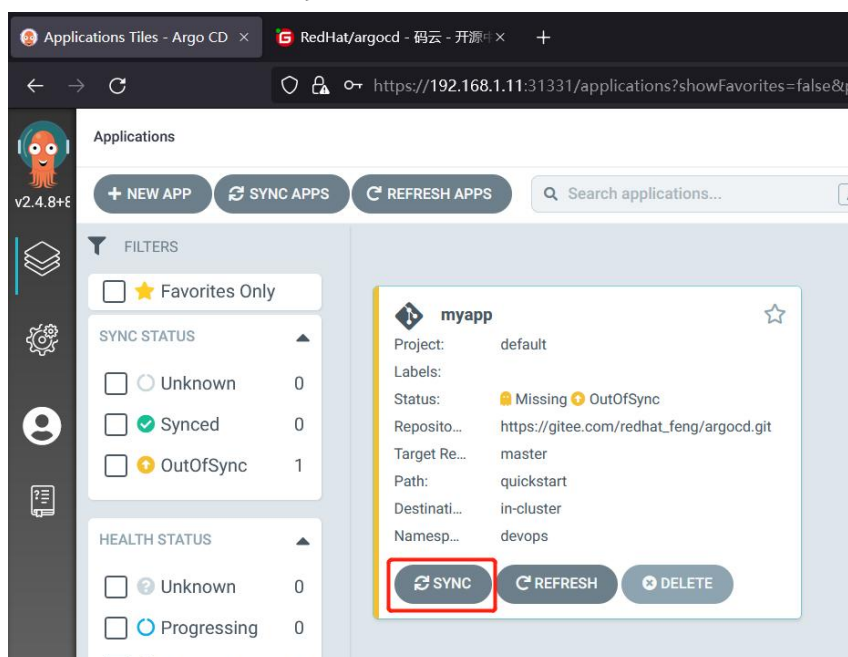 Applications Tiles - Argo CD
RedHat/argocd - 码云 - 开源
https://192.168.1.11:31331/applications?showFavorites=false&
v2.4.8+
Applications
+ NEW APP
SYNC APPS
REFRESH APPS
Search applications...
FILTERS
Favorites Only
SYNC STATUS
Unknown 0
Synced 0
OutOfSync 1
HEALTH STATUS
Unknown 0
Progressing 0
myapp
Project: default
Labels:
Status: Missing OutOfSync
Reposito... https://gitee.com/redhat_feng/argocd.git
Target Re... master
Path: quickstart
Destinati... in-cluster
Namesp... devops
SYNC
REFRESH
DELETE